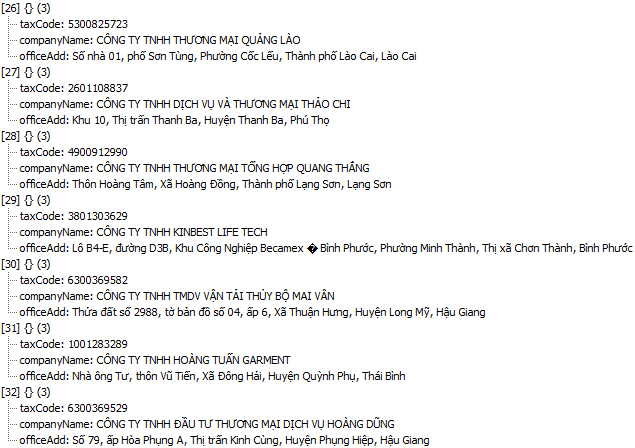 [26] {} (3)
taxCode: 5300825723
companyName: CÔNG TY TNHH THƯƠNG MẠI QUẢNG LÀO
officeAdd: Số nhà 01, phố Sơn Tùng, Phường Cốc Lếu, Thành phố Lào Cai, Lào Cai
[27] {} (3)
taxCode: 2601108837
companyName: CÔNG TY TNHH DỊCH VỤ VÀ THƯƠNG MẠI THẢO CHI
officeAdd: Khu 10, Thị trấn Thanh Ba, Huyện Thanh Ba, Phú Thọ
[28] {} (3)
taxCode: 4900912990
companyName: CÔNG TY TNHH THƯƠNG MẠI TỔNG HỢP QUANG THẮNG
officeAdd: Thôn Hoàng Tâm, Xã Hoàng Đồng, Thành phố Lạng Sơn, Lạng Sơn
[29] {} (3)
taxCode: 3801303629
companyName: CÔNG TY TNHH KINBEST LIFE TECH
officeAdd: Lô B4-E, đường D3B, Khu Công Nghiệp Becamex � Bình Phước, Phường Minh Thành, Thị xã Chơn Thành, Bình Phước
[30] {} (3)
taxCode: 6300369582
companyName: CÔNG TY TNHH TMDV VẬN TẢI THỦY BỘ MAI VÂN
officeAdd: Thửa đất số 2988, tờ bản đồ số 04, ấp 6, Xã Thuận Hưng, Huyện Long Mỹ, Hậu Giang
[31] {} (3)
taxCode: 1001283289
companyName: CÔNG TY TNHH HOÀNG TUẤN GARMENT
officeAdd: Nhà ông Tư, thôn Vũ Tiến, Xã Đông Hải, Huyện Quỳnh Phụ, Thái Bình
[32] {} (3)
taxCode: 6300369529
companyName: CÔNG TY TNHH ĐẦU TƯ THƯƠNG MẠI DỊCH VỤ HOÀNG DŨNG
officeAdd: Số 79, ấp Hòa Phụng A, Thị trấn Kinh Cùng, Huyện Phụng Hiệp, Hậu Giang